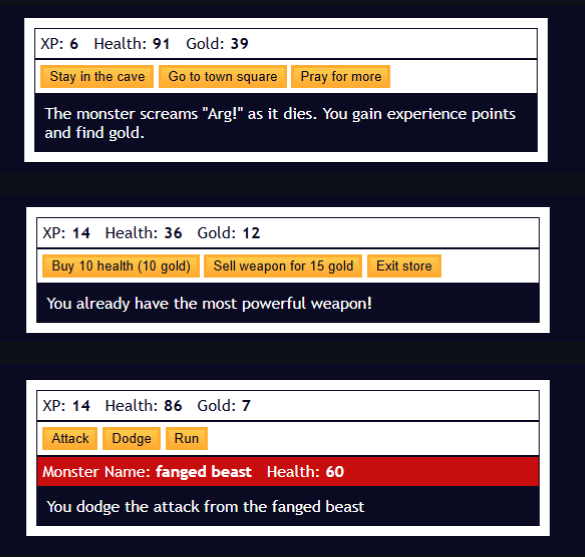 XP: 6 Health: 91 Gold: 39
Stay in the cave Go to town square Pray for more
The monster screams "Arg!" as it dies. You gain experience points
and find gold.
XP: 14 Health: 36 Gold: 12
Buy 10 health (10 gold) Sell weapon for 15 gold Exit store
You already have the most powerful weapon!
XP: 14 Health: 86 Gold: 7
Attack Dodge Run
Monster Name: fanged beast Health: 60
You dodge the attack from the fanged beast